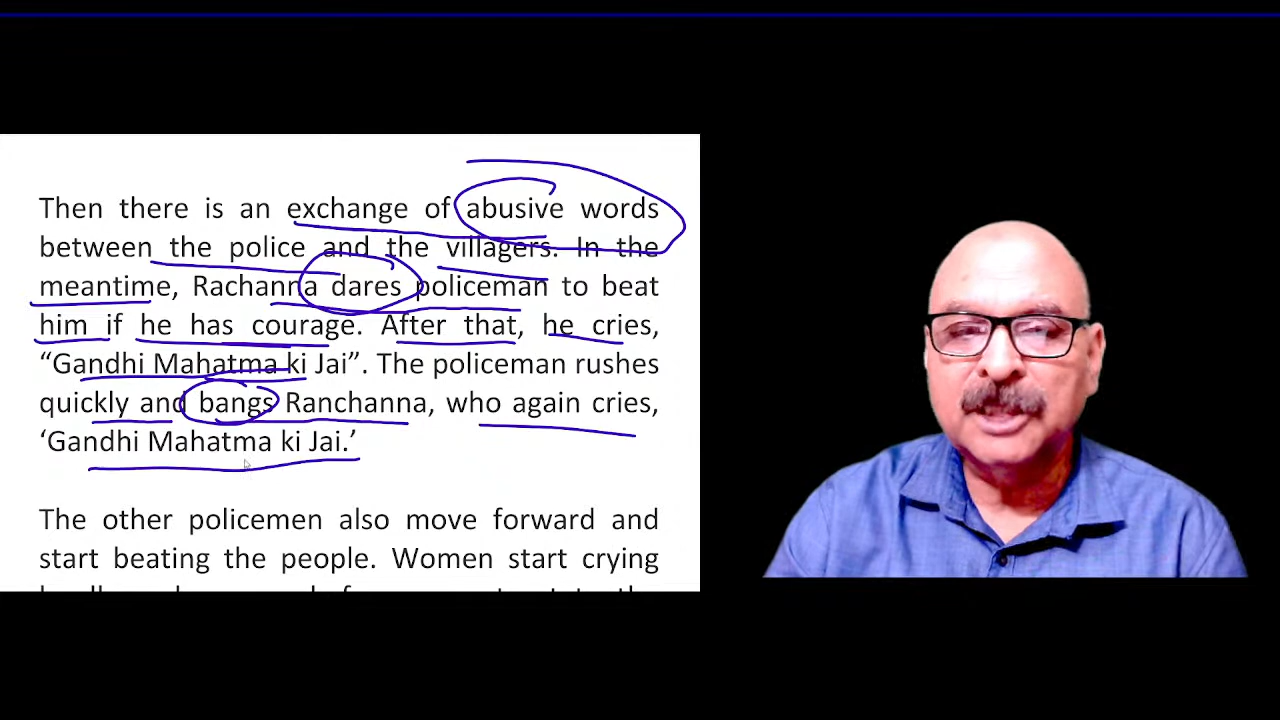 Then there is an exchange of abusive words
between the police and the villagers. In the
meantime, Rachanna dares policeman to beat
him if he has courage. After that, he cries,
“Gandhi Mahatma ki Jai”. The policeman rushes
quickly and bangs Ranchanna, who again cries,
‘Gandhi Mahatma ki Jai.’
The other policemen also move forward and
start beating the people. Women start crying